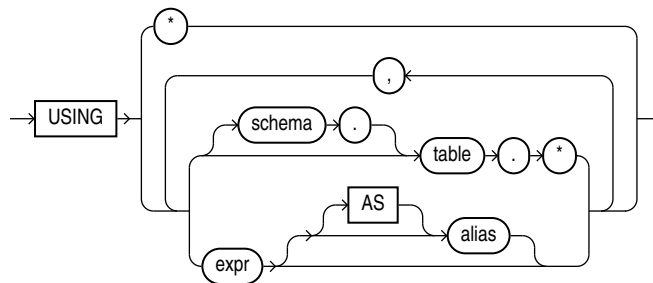 *
,
USING
schema .
table . *
AS
alias
expr